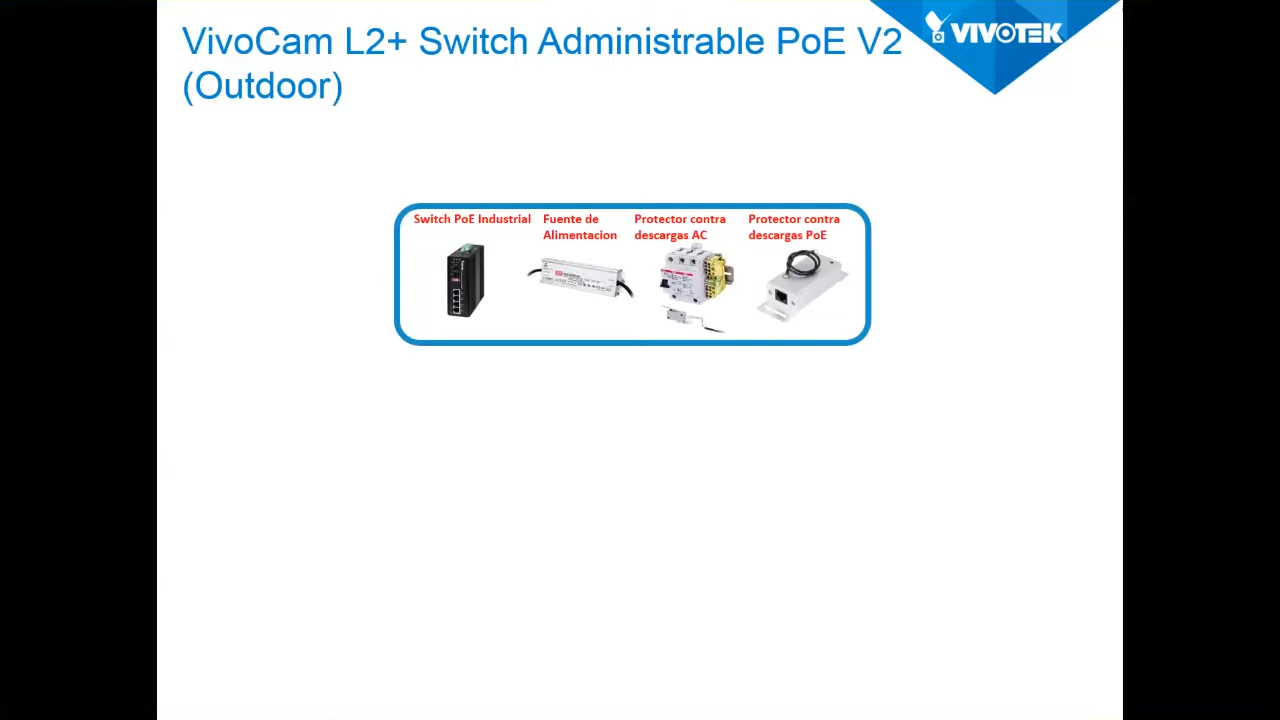 VivoCam L2+ Switch Administrable PoE V2
(Outdoor)
VIVOTEK
Switch PoE Industrial
Fuente de
Alimentacion
Protector contra
descargas AC
Protector contra
descargas PoE